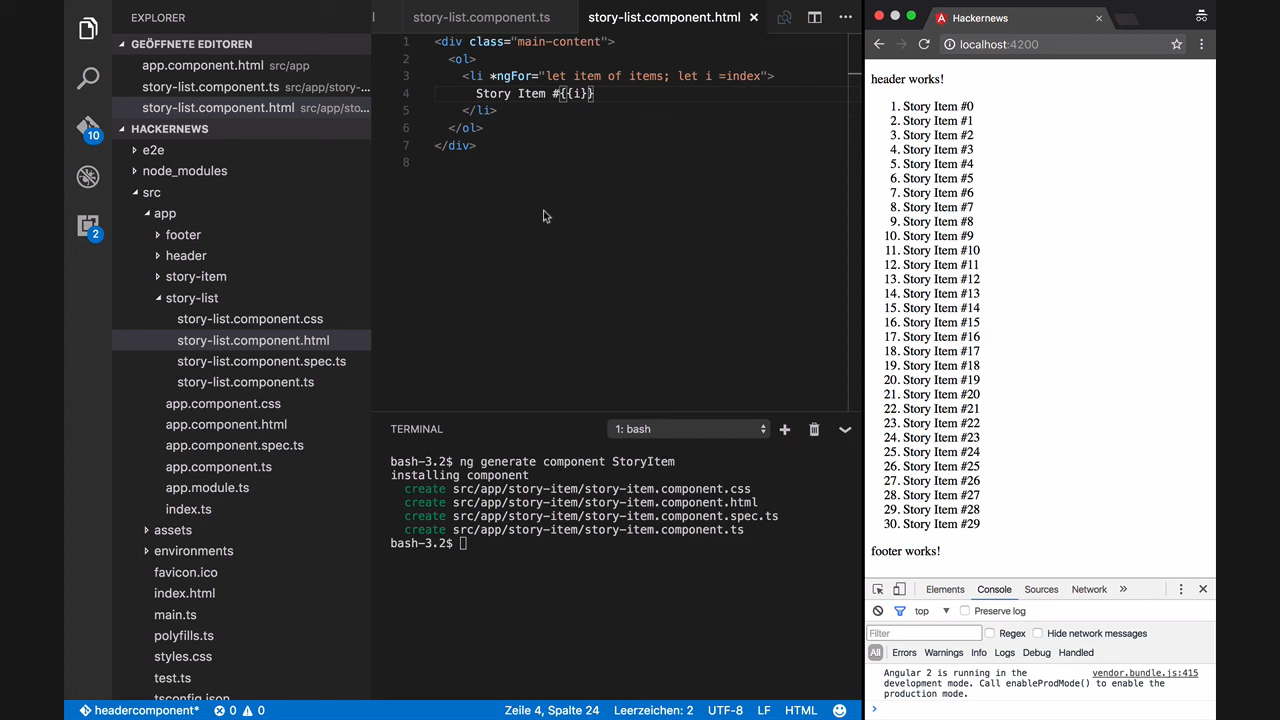 EXPLORER
GEÖFFNETE EDITOREN
app.component.html src/app
story-list.component.ts src/app/story-...
story-list.component.html src/app/sto...
HACKERNEWS
e2e
node_modules
src
app
footer
header
story-item
story-list
story-list.component.css
story-list.component.html
story-list.component.spec.ts
story-list.component.ts
app.component.css
app.component.html
app.component.spec.ts
app.component.ts
app.module.ts
index.ts
assets
environments
favicon.ico
index.html
main.ts
polyfills.ts
styles.css
test.ts
tsconfig.json
10
2
story-list.component.ts
story-list.component.html
1 <div class="main-content">
2 <ol>
3 <li *ngFor="let item of items; let i =index">
4 Story Item #{{i}}
5 </li>
6 </ol>
7 </div>
8
TERMINAL
1: bash
bash-3.2$ ng generate component StoryItem
installing component
create src/app/story-item/story-item.component.css
create src/app/story-item/story-item.component.html
create src/app/story-item/story-item.component.spec.ts
create src/app/story-item/story-item.component.ts
bash-3.2$
headercomponent* 0 0
Zeile 4, Spalte 24
Leerzeichen: 2
UTF-8
LF
HTML
Hackernews
localhost:4200
header works!
1. Story Item #0
2. Story Item #1
3. Story Item #2
4. Story Item #3
5. Story Item #4
6. Story Item #5
7. Story Item #6
8. Story Item #7
9. Story Item #8
10. Story Item #9
11. Story Item #10
12. Story Item #11
13. Story Item #12
14. Story Item #13
15. Story Item #14
16. Story Item #15
17. Story Item #16
18. Story Item #17
19. Story Item #18
20. Story Item #19
21. Story Item #20
22. Story Item #21
23. Story Item #22
24. Story Item #23
25. Story Item #24
26. Story Item #25
27. Story Item #26
28. Story Item #27
29. Story Item #28
30. Story Item #29
footer works!
Elements Console Sources Network »
top Preserve log
Filter Regex Hide network messages
All Errors Warnings Info Logs Debug Handled
Angular 2 is running in the vendor.bundle.js:415
development mode. Call enableProdMode() to enable the
production mode.